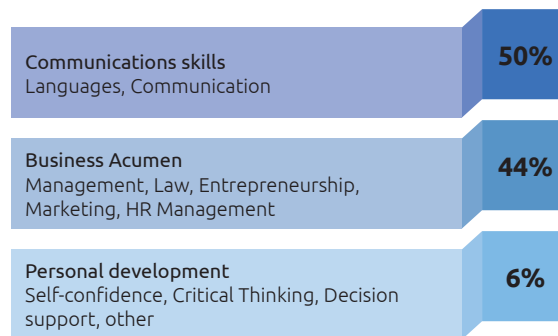 Communications skills
Languages, Communication
50%
Business Acumen
Management, Law, Entrepreneurship,
Marketing, HR Management
44%
Personal development
Self-confidence, Critical Thinking, Decision
support, other
6%